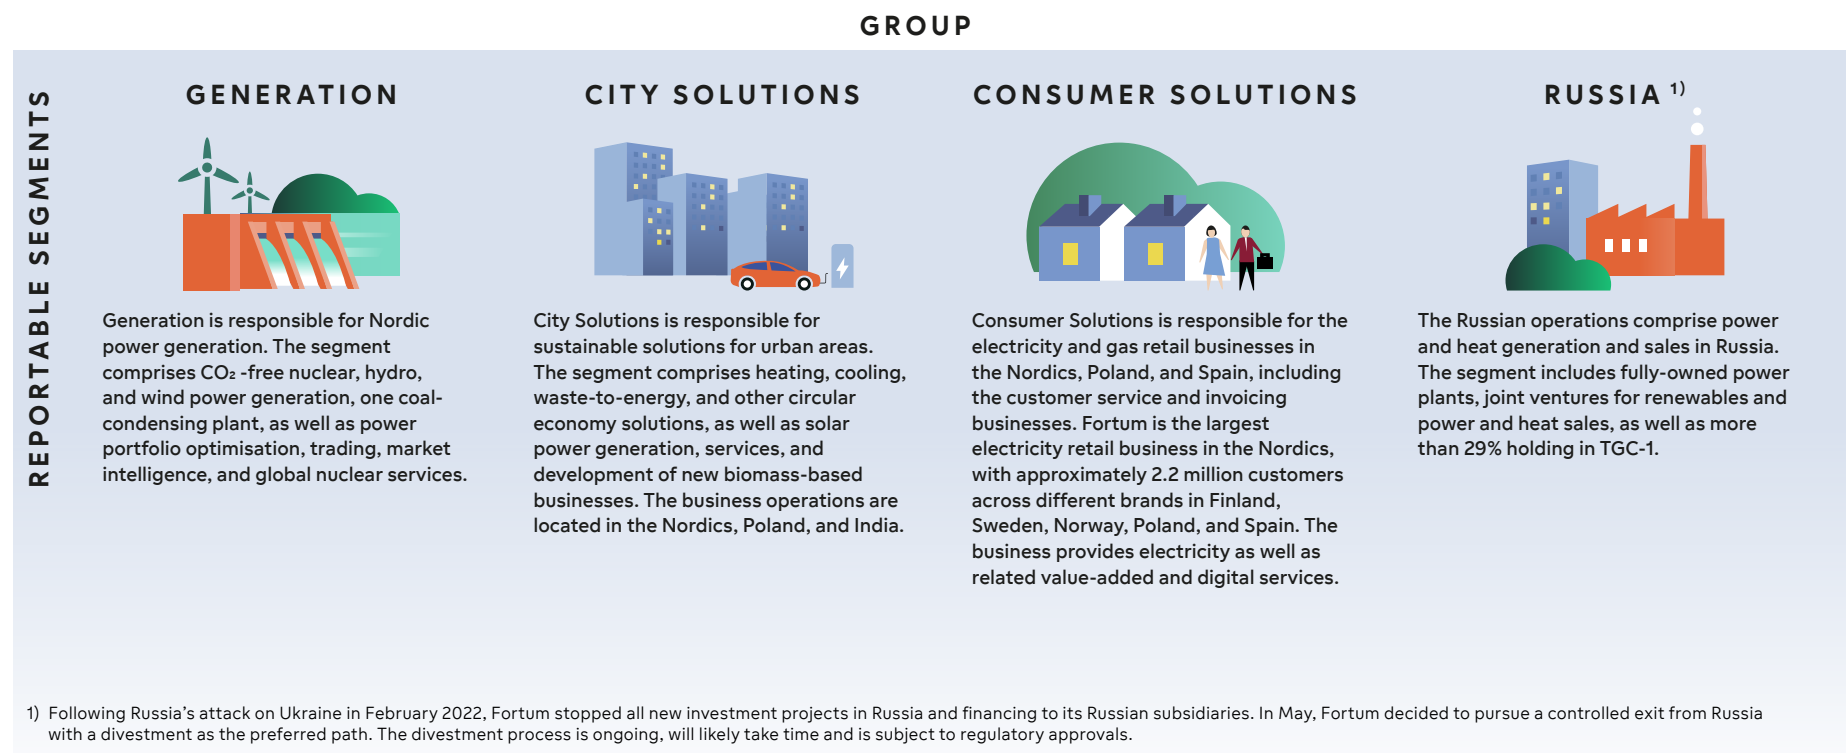 GROUP
REPORTABLE SEGMENTS
GENERATION
Generation is responsible for Nordic
power generation. The segment
comprises CO₂ -free nuclear, hydro,
and wind power generation, one coal-
condensing plant, as well as power
portfolio optimisation, trading, market
intelligence, and global nuclear services.
CITY SOLUTIONS
City Solutions is responsible for
sustainable solutions for urban areas.
The segment comprises heating, cooling,
waste-to-energy, and other circular
economy solutions, as well as solar
power generation, services, and
development of new biomass-based
businesses. The business operations are
located in the Nordics, Poland, and India.
CONSUMER SOLUTIONS
Consumer Solutions is responsible for the
electricity and gas retail businesses in
the Nordics, Poland, and Spain, including
the customer service and invoicing
businesses. Fortum is the largest
electricity retail business in the Nordics,
with approximately 2.2 million customers
across different brands in Finland,
Sweden, Norway, Poland, and Spain. The
business provides electricity as well as
related value-added and digital services.
RUSSIA ¹⁾
The Russian operations comprise power
and heat generation and sales in Russia.
The segment includes fully-owned power
plants, joint ventures for renewables and
power and heat sales, as well as more
than 29% holding in TGC-1.
1) Following Russia’s attack on Ukraine in February 2022, Fortum stopped all new investment projects in Russia and financing to its Russian subsidiaries. In May, Fortum decided to pursue a controlled exit from Russia
with a divestment as the preferred path. The divestment process is ongoing, will likely take time and is subject to regulatory approvals.